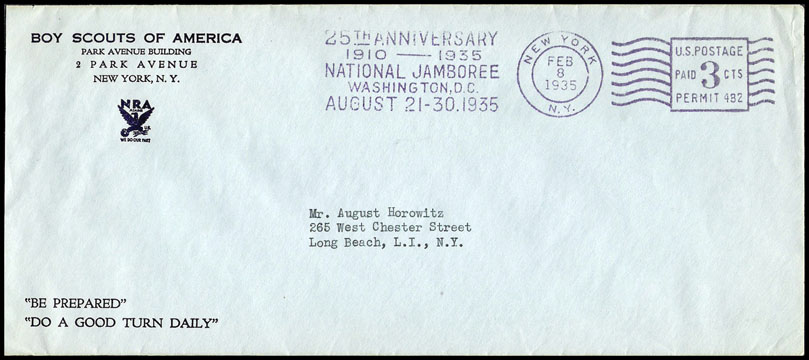 BOY SCOUTS OF AMERICA
PARK AVENUE BUILDING
2 PARK AVENUE
NEW YORK, N. Y.
NRA
WE DO OUR PART
25TH ANNIVERSARY
1910 — 1935
NATIONAL JAMBOREE
WASHINGTON, D.C.
AUGUST 21-30.1935
NEW YORK
FEB
8
1935
N.Y.
U.S. POSTAGE
PAID 3 CTS
PERMIT 482
Mr. August Horowitz
265 West Chester Street
Long Beach, L.I., N.Y.
"BE PREPARED"
"DO A GOOD TURN DAILY"